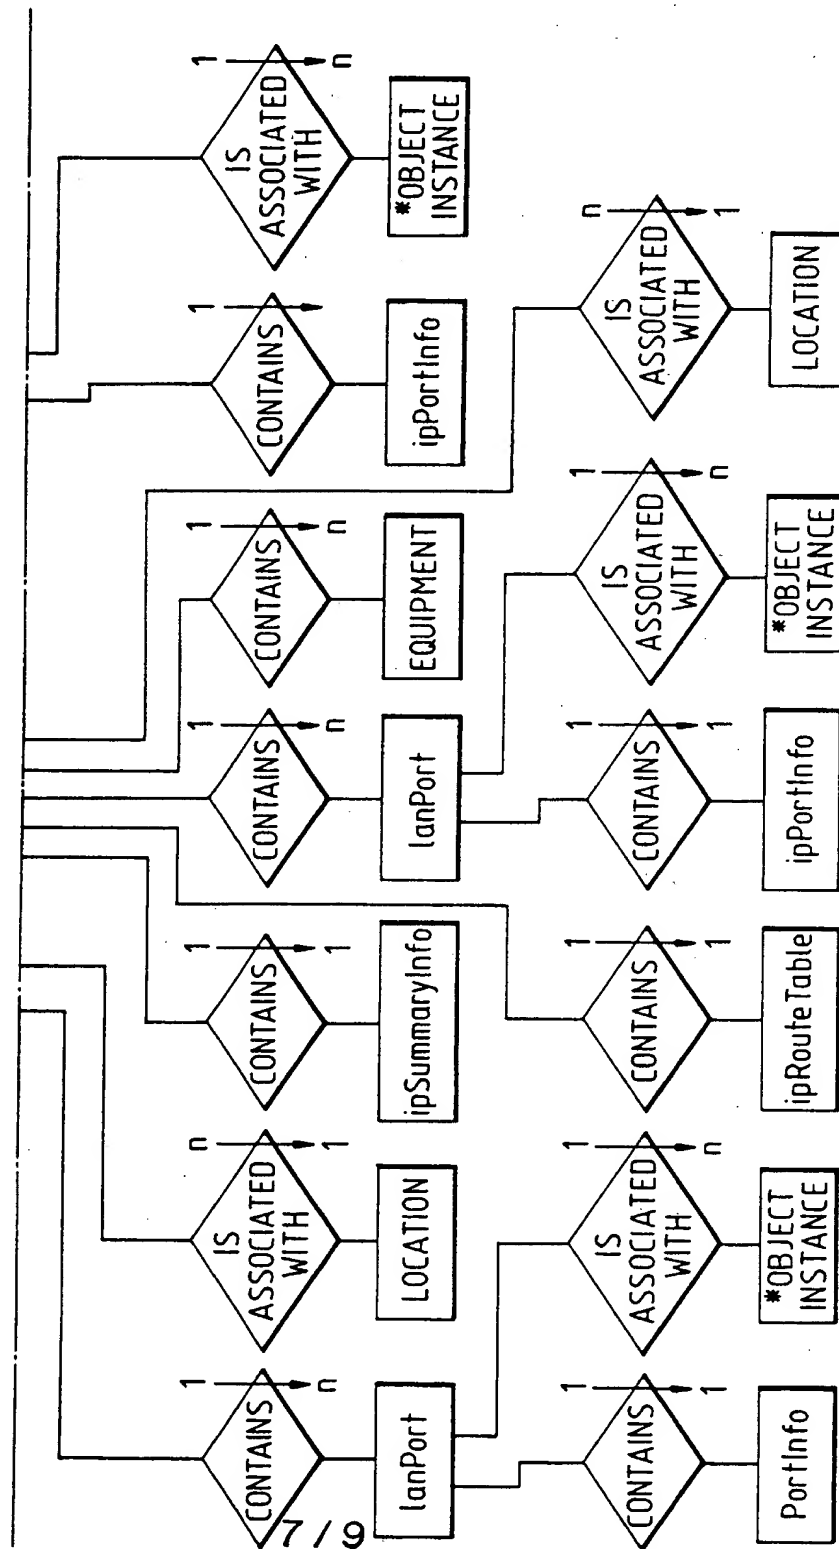 CONTAINS
1
n
lanPort
IS
ASSOCIATED
WITH
n
1
LOCATION
CONTAINS
1
1
ipSummaryInfo
CONTAINS
1
n
lanPort
CONTAINS
1
n
EQUIPMENT
CONTAINS
1
ipPortInfo
IS
ASSOCIATED
WITH
1
n
*OBJECT
INSTANCE
CONTAINS
1
1
PortInfo
IS
ASSOCIATED
WITH
1
n
*OBJECT
INSTANCE
CONTAINS
1
1
ipRouteTable
CONTAINS
1
1
ipPortInfo
IS
ASSOCIATED
WITH
1
n
*OBJECT
INSTANCE
IS
ASSOCIATED
WITH
n
1
LOCATION
7/9